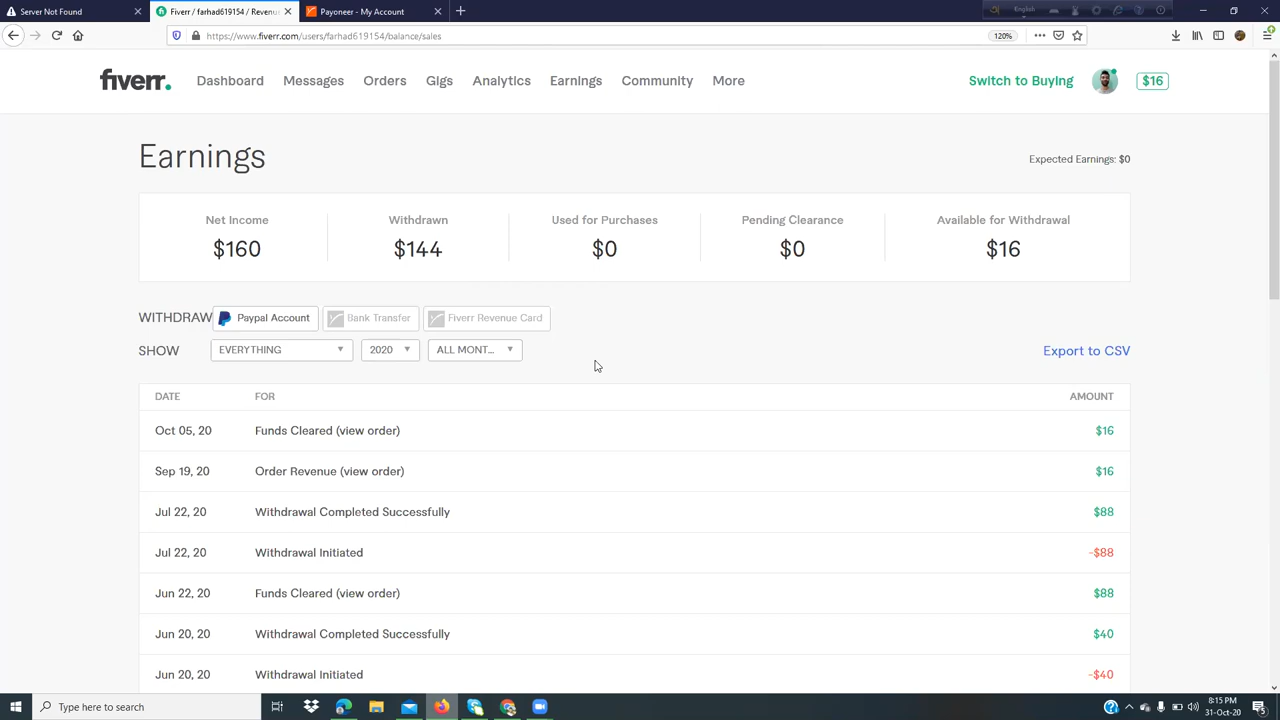 Server Not Found
Fiverr / farhad619154 / Revenu
Payoneer - My Account
English
https://www.fiverr.com/users/farhad619154/balance/sales
120%
fiverr.
Dashboard
Messages
Orders
Gigs
Analytics
Earnings
Community
More
Switch to Buying
$16
Earnings
Expected Earnings: $0
Net Income
Withdrawn
Used for Purchases
Pending Clearance
Available for Withdrawal
$160
$144
$0
$0
$16
WITHDRAW
Paypal Account
Bank Transfer
Fiverr Revenue Card
SHOW
EVERYTHING
2020
ALL MONT...
Export to CSV
DATE FOR AMOUNT
Oct 05, 20 Funds Cleared (view order) $16
Sep 19, 20 Order Revenue (view order) $16
Jul 22, 20 Withdrawal Completed Successfully $88
Jul 22, 20 Withdrawal Initiated -$88
Jun 22, 20 Funds Cleared (view order) $88
Jun 20, 20 Withdrawal Completed Successfully $40
Jun 20, 20 Withdrawal Initiated -$40
Type here to search
8:15 PM
31-Oct-20
5